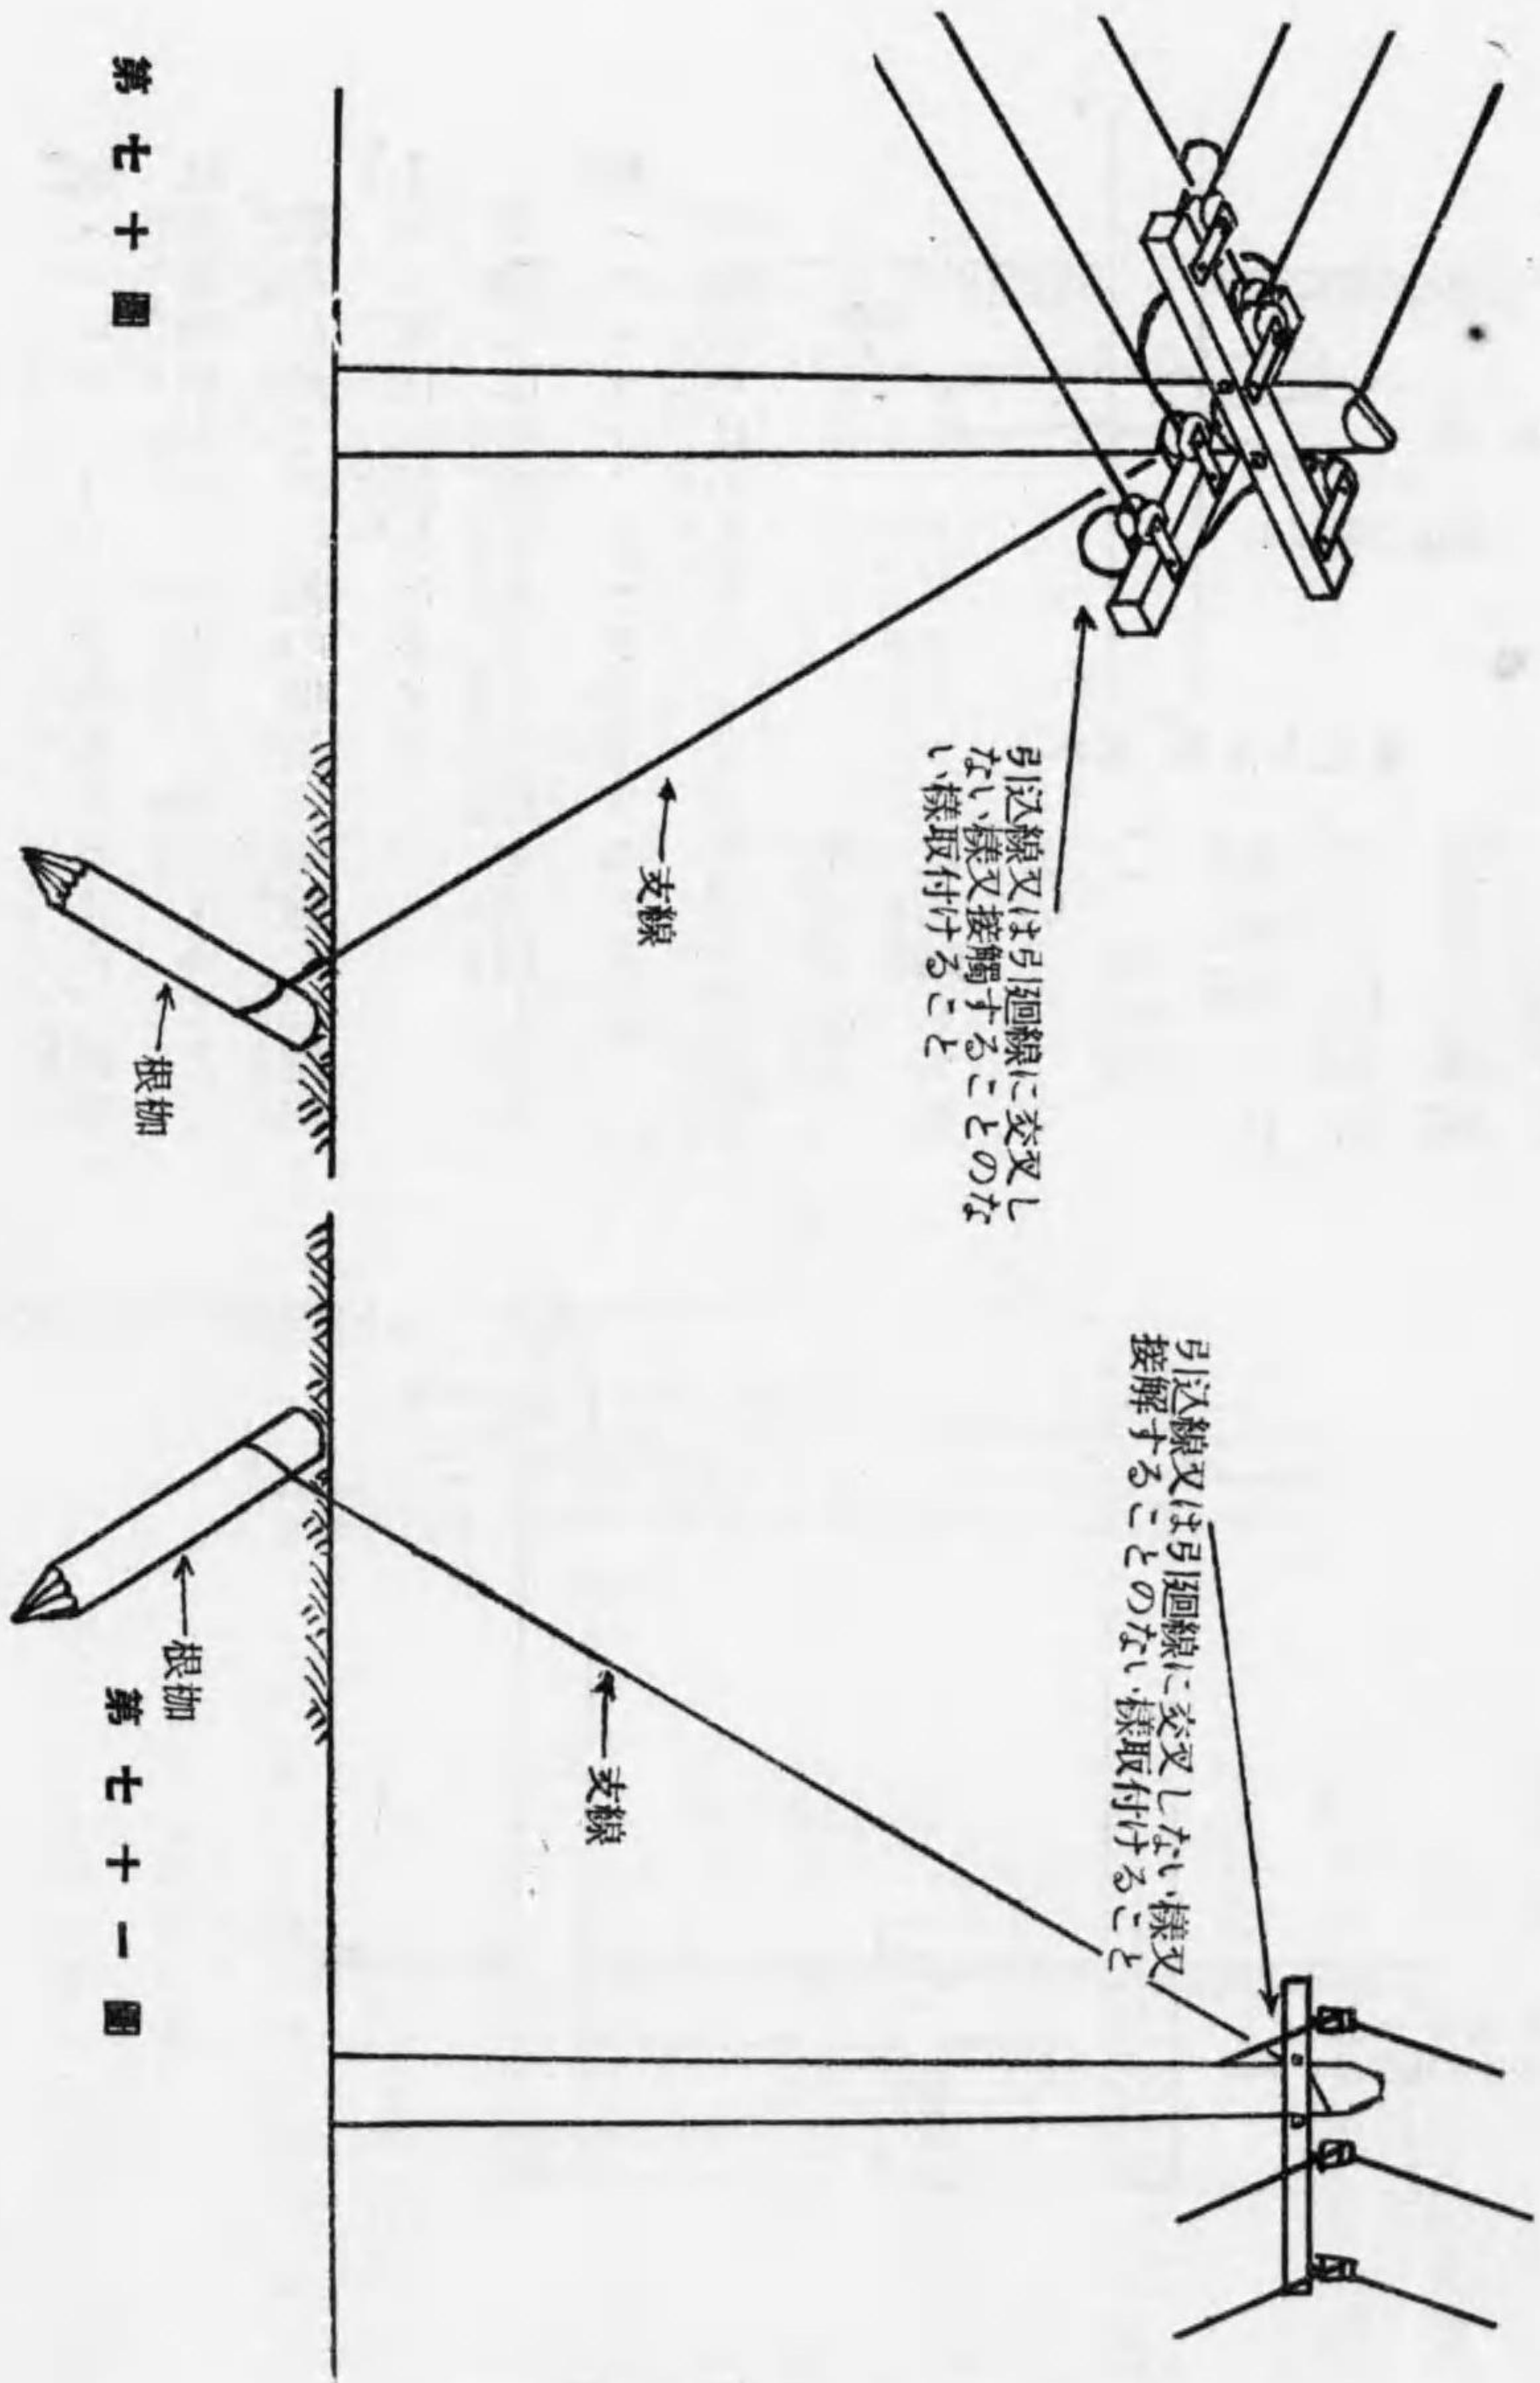 引込線又は引廻線に交叉し
ない様又接觸することのな
い様取付けること
支線
根枷
第七十圖
引込線又は引廻線に交叉しない様又
接解することのない様取付けること
支線
根枷
第七十一圖